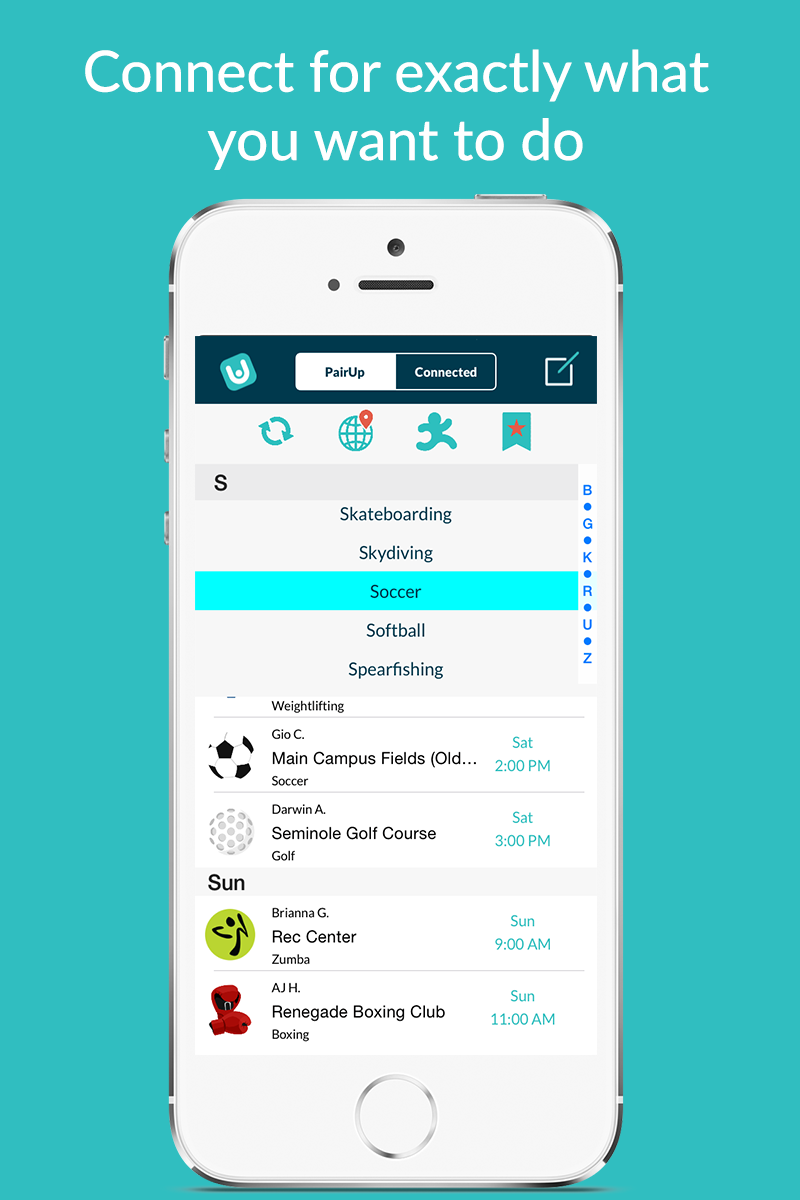 Connect for exactly what
you want to do
PairUp
Connected
S
Skateboarding
Skydiving
Soccer
Softball
Spearfishing
B
G
K
R
U
Z
Weightlifting
Gio C.
Main Campus Fields (Old...
Soccer
Sat
2:00 PM
Darwin A.
Seminole Golf Course
Golf
Sat
3:00 PM
Sun
Brianna G.
Rec Center
Zumba
Sun
9:00 AM
AJ H.
Renegade Boxing Club
Boxing
Sun
11:00 AM